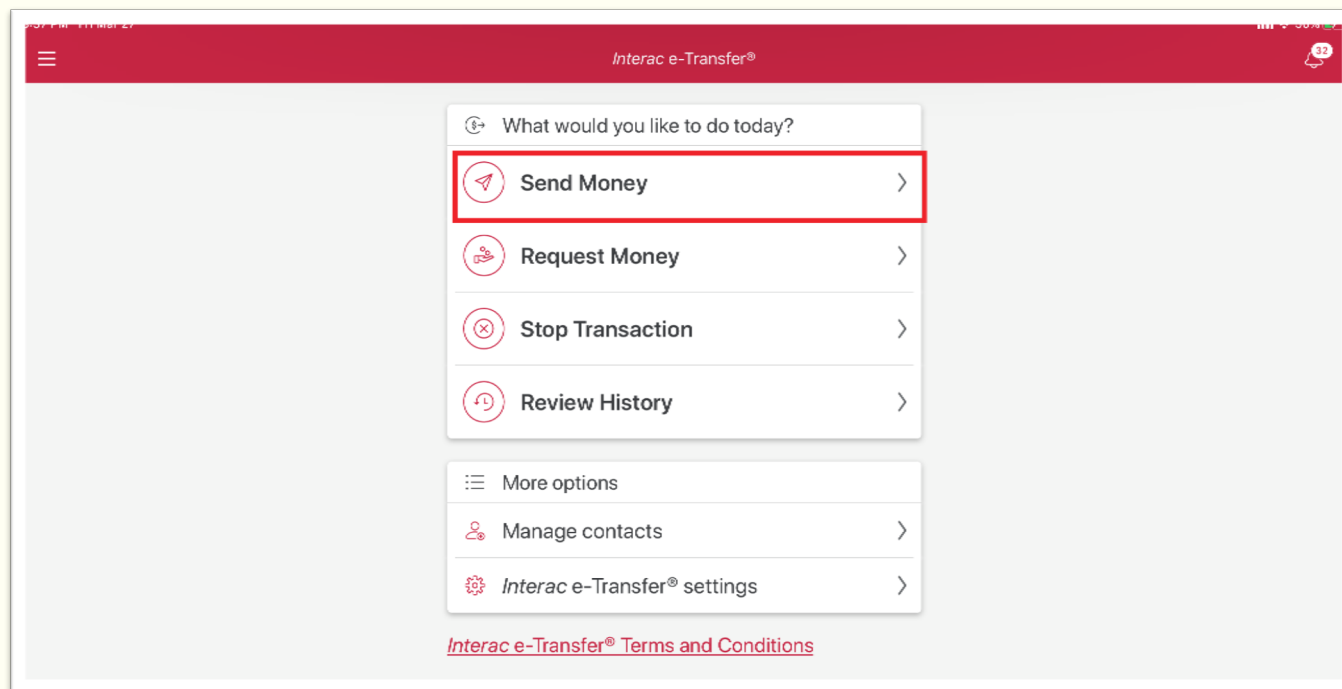 Interac e-Transfer®
32
What would you like to do today?
Send Money
Request Money
Stop Transaction
Review History
More options
Manage contacts
Interac e-Transfer® settings
Interac e-Transfer® Terms and Conditions